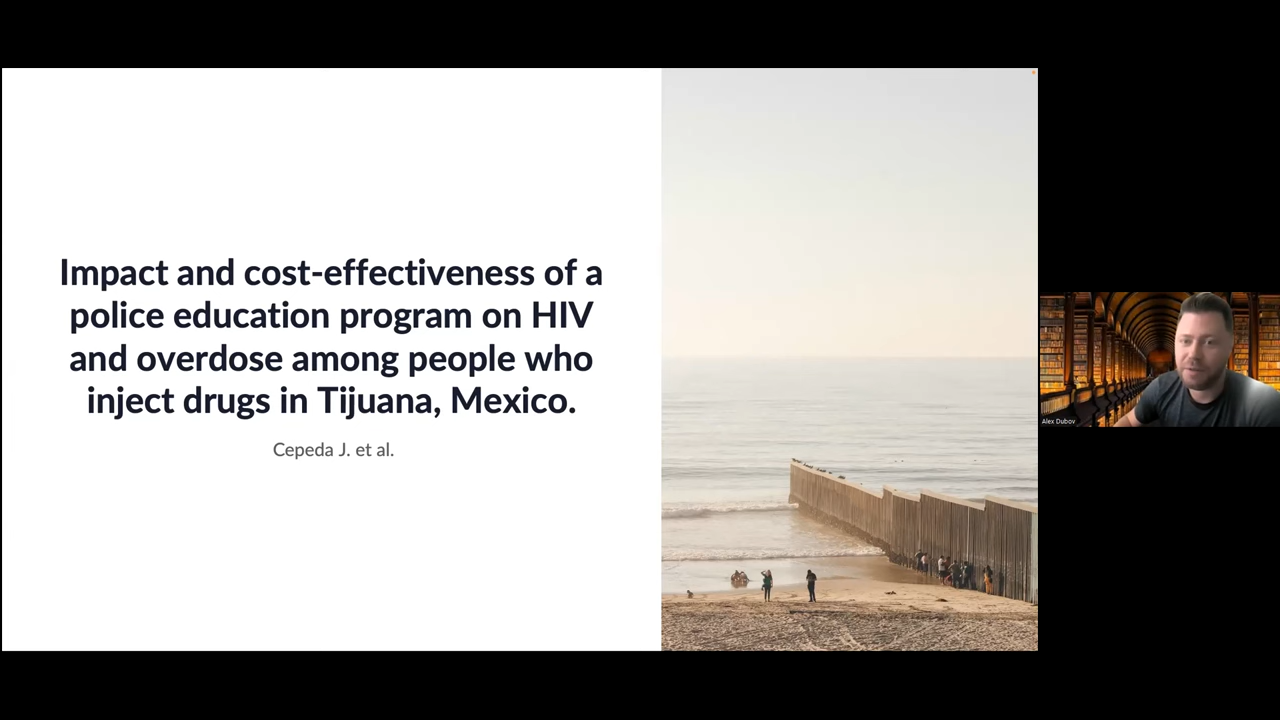 Impact and cost-effectiveness of a
police education program on HIV
and overdose among people who
inject drugs in Tijuana, Mexico.
Cepeda J. et al.
Alex Dubov